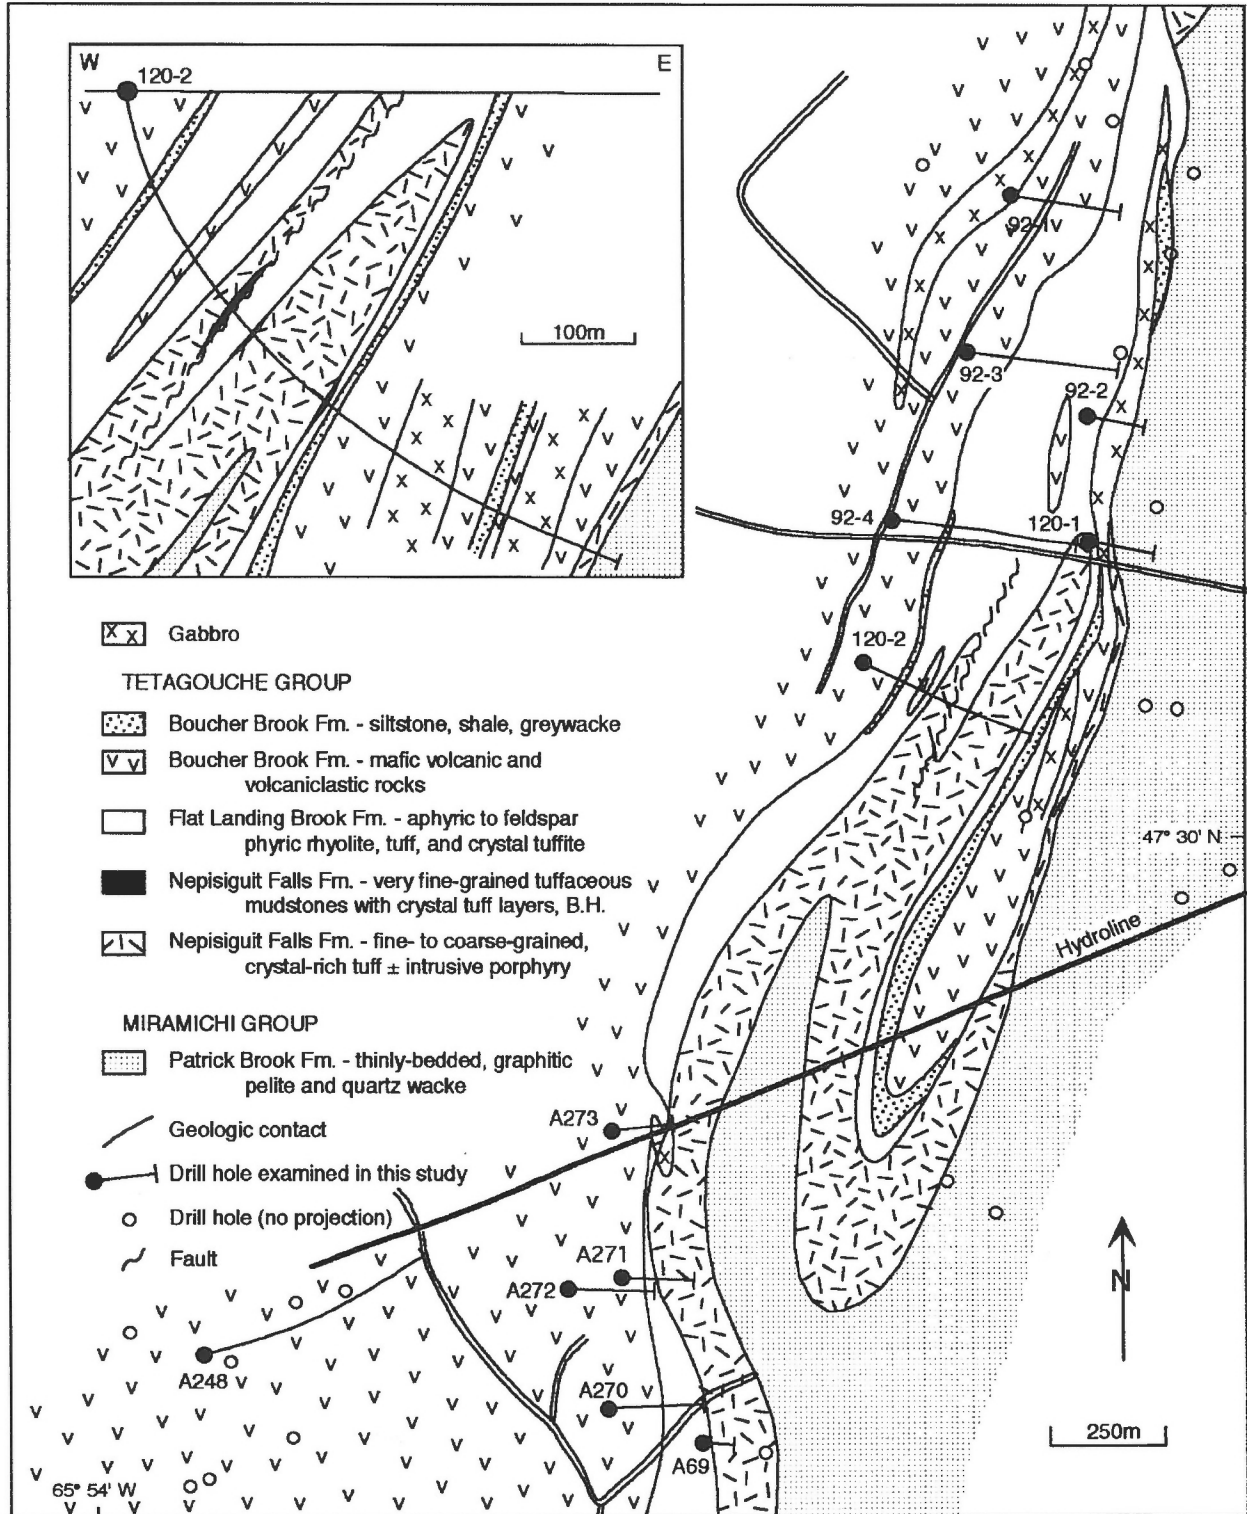 W
E
120-2
100m
Gabbro
TETAGOUCHE GROUP
Boucher Brook Fm. - siltstone, shale, greywacke
Boucher Brook Fm. - mafic volcanic and
volcaniclastic rocks
Flat Landing Brook Fm. - aphyric to feldspar
phyric rhyolite, tuff, and crystal tuffite
Nepisiguit Falls Fm. - very fine-grained tuffaceous
mudstones with crystal tuff layers, B.H.
Nepisiguit Falls Fm. - fine- to coarse-grained,
crystal-rich tuff ± intrusive porphyry
MIRAMICHI GROUP
Patrick Brook Fm. - thinly-bedded, graphitic
pelite and quartz wacke
Geologic contact
Drill hole examined in this study
Drill hole (no projection)
Fault
92-1
92-3
92-2
92-4
120-1
120-2
47° 30' N
Hydroline
A273
A271
A272
N
A248
A270
250m
A69
65° 54' W